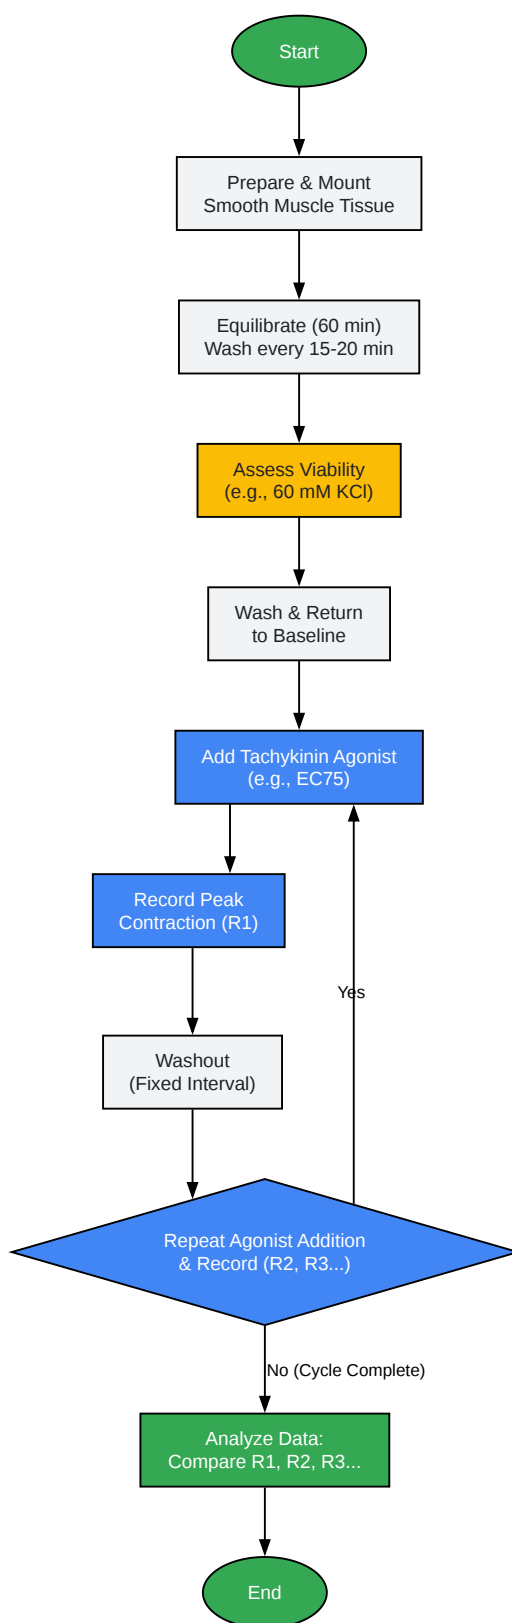 Start
Prepare & Mount
Smooth Muscle Tissue
Equilibrate (60 min)
Wash every 15-20 min
Assess Viability
(e.g., 60 mM KCl)
Wash & Return
to Baseline
Add Tachykinin Agonist
(e.g., EC75)
Record Peak
Contraction (R1)
Yes
Washout
(Fixed Interval)
Repeat Agonist Addition
& Record (R2, R3...)
No (Cycle Complete)
Analyze Data:
Compare R1, R2, R3...
End